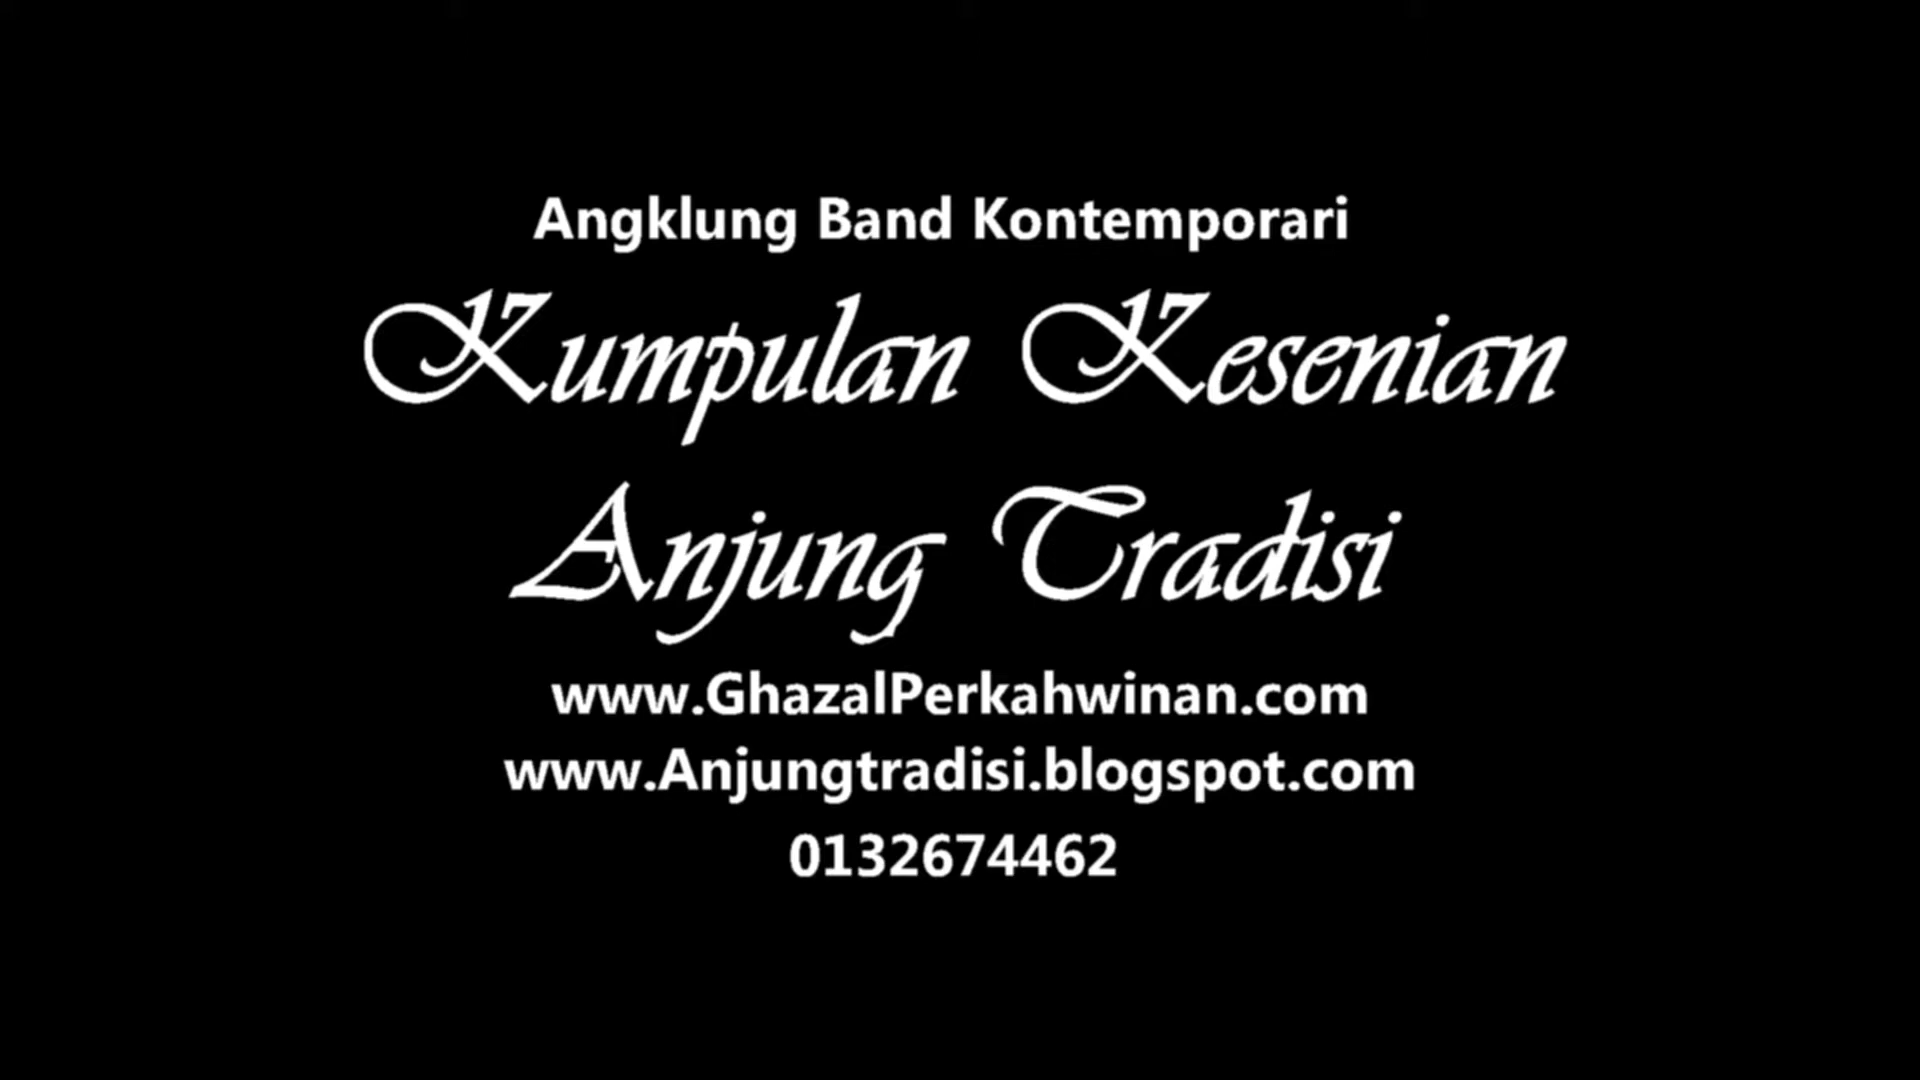 Angklung Band Kontemporari
Kumpulan Kesenian
Anjung Tradisi
www.GhazalPerkahwinan.com
www.Anjungtradisi.blogspot.com
0132674462